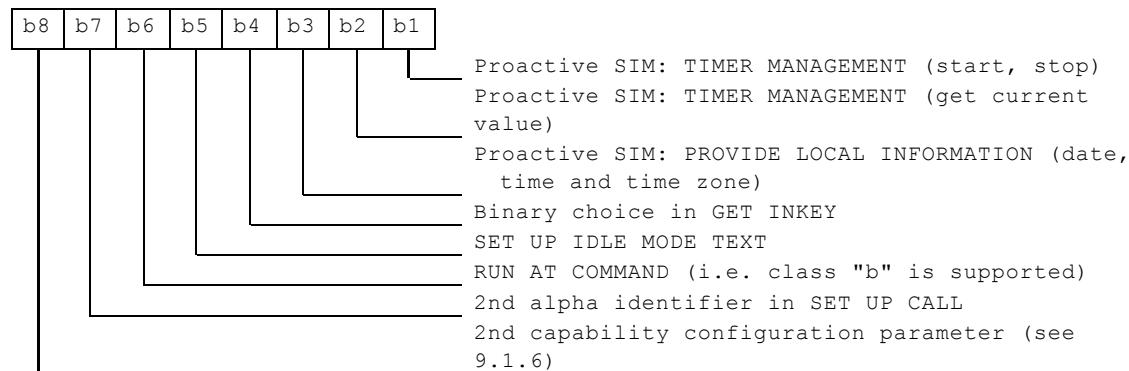 b8 b7 b6 b5 b4 b3 b2 b1
Proactive SIM: TIMER MANAGEMENT (start, stop)
Proactive SIM: TIMER MANAGEMENT (get current
value)
Proactive SIM: PROVIDE LOCAL INFORMATION (date,
time and time zone)
Binary choice in GET INKEY
SET UP IDLE MODE TEXT
RUN AT COMMAND (i.e. class "b" is supported)
2nd alpha identifier in SET UP CALL
2nd capability configuration parameter (see
9.1.6)